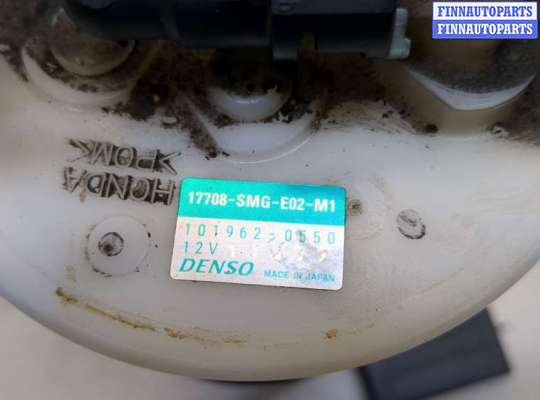 FINNAUTOPARTS
FINNAUTOPARTS
>POM<
HONDA
17708-SMG-E02-M1
101962-0550
12V
DENSO MADE IN JAPAN